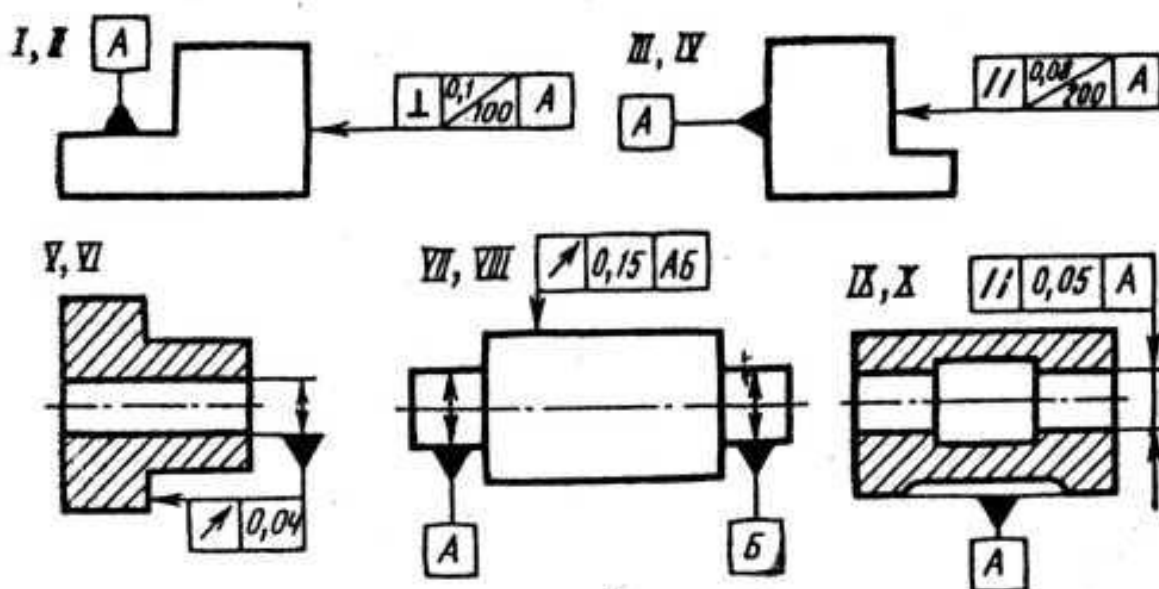 I, II
А
⊥ 0,1/100 А
III, IV
А
// 0,08/200 А
V, VI
↗ 0,04
VII, VIII
↗ 0,15 АБ
А
Б
IX, X
// 0,05 А
А